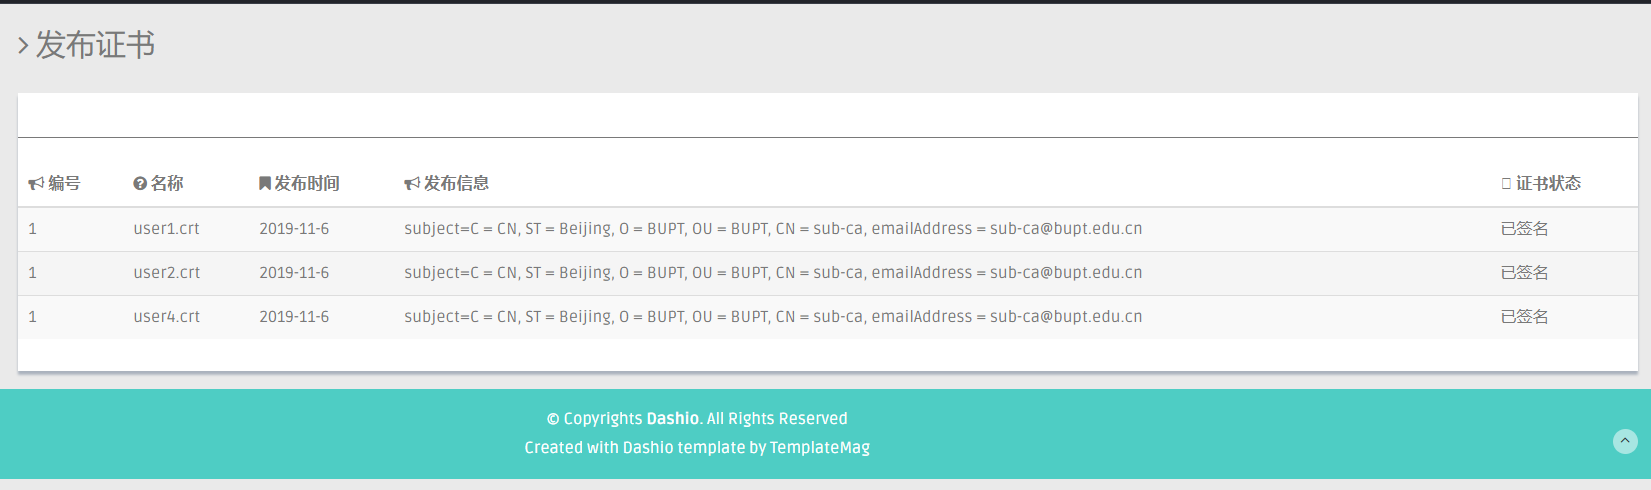 发布证书
编号 名称 发布时间 发布信息 证书状态
1 user1.crt 2019-11-6 subject=C = CN, ST = Beijing, O = BUPT, OU = BUPT, CN = sub-ca, emailAddress = sub-ca@bupt.edu.cn 已签名
1 user2.crt 2019-11-6 subject=C = CN, ST = Beijing, O = BUPT, OU = BUPT, CN = sub-ca, emailAddress = sub-ca@bupt.edu.cn 已签名
1 user4.crt 2019-11-6 subject=C = CN, ST = Beijing, O = BUPT, OU = BUPT, CN = sub-ca, emailAddress = sub-ca@bupt.edu.cn 已签名
© Copyrights Dashio. All Rights Reserved
Created with Dashio template by TemplateMag